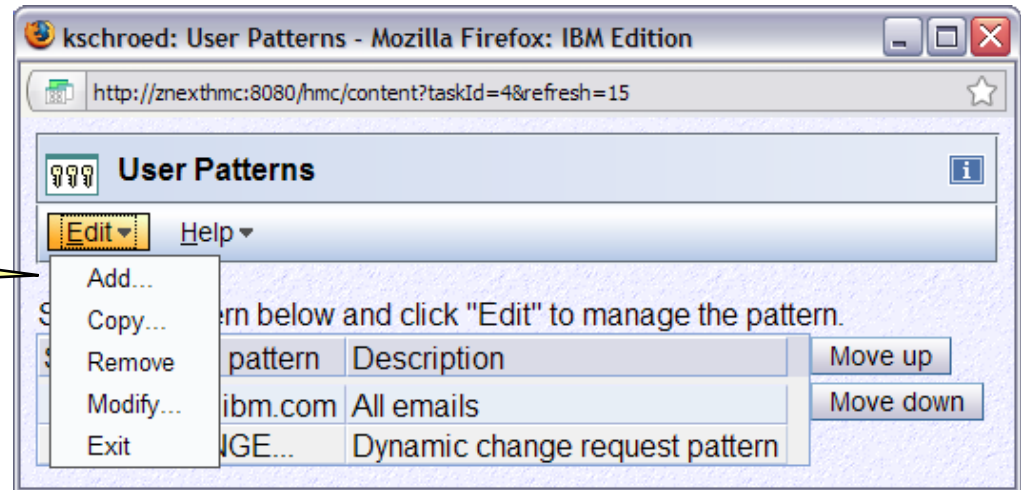 kschroed: User Patterns - Mozilla Firefox: IBM Edition
http://znexthmc:8080/hmc/content?taskId=4&refresh=15
User Patterns
Edit Help
Add...
below and click "Edit" to manage the pattern.
Copy...
pattern Description Move up
Remove
ibm.com All emails Move down
Modify...
NGE... Dynamic change request pattern
Exit